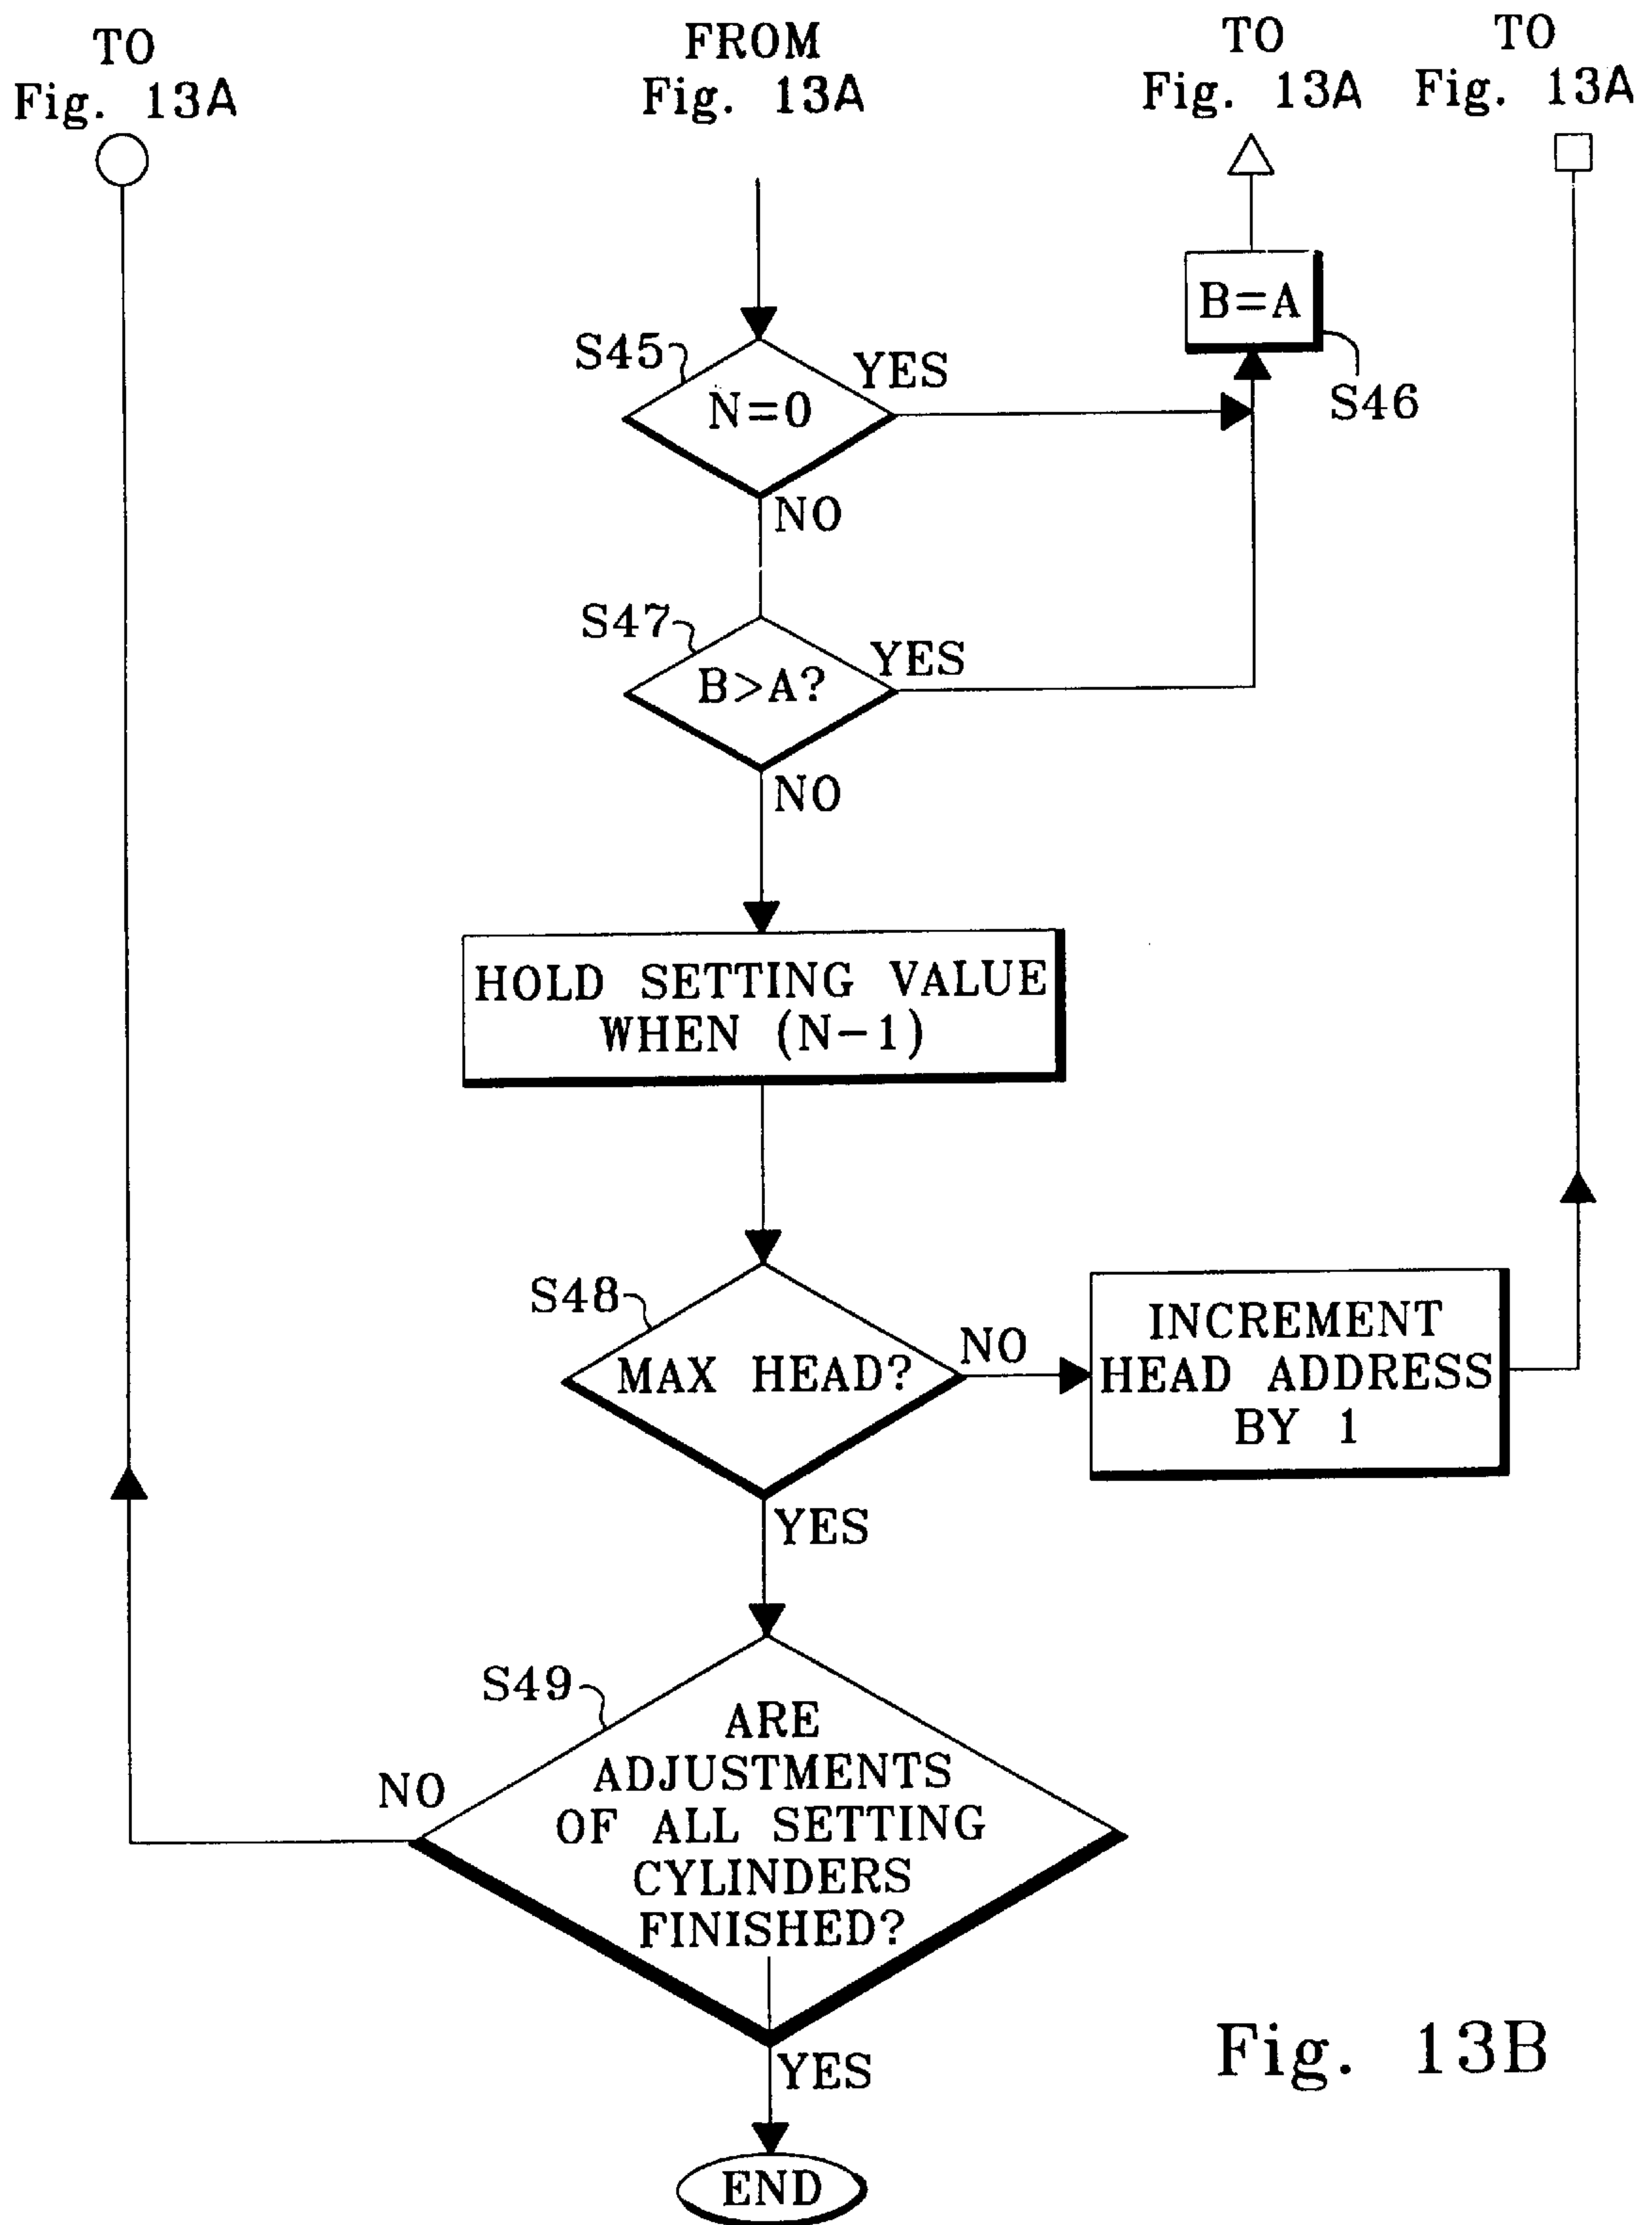 TO
Fig. 13A
FROM
Fig. 13A
TO
Fig. 13A
TO
Fig. 13A
B=A
S46
S45
N=0
YES
NO
S47
B>A?
YES
NO
HOLD SETTING VALUE
WHEN (N-1)
S48
MAX HEAD?
NO
INCREMENT
HEAD ADDRESS
BY 1
YES
S49
ARE
ADJUSTMENTS
OF ALL SETTING
CYLINDERS
FINISHED?
NO
YES
END
Fig. 13B